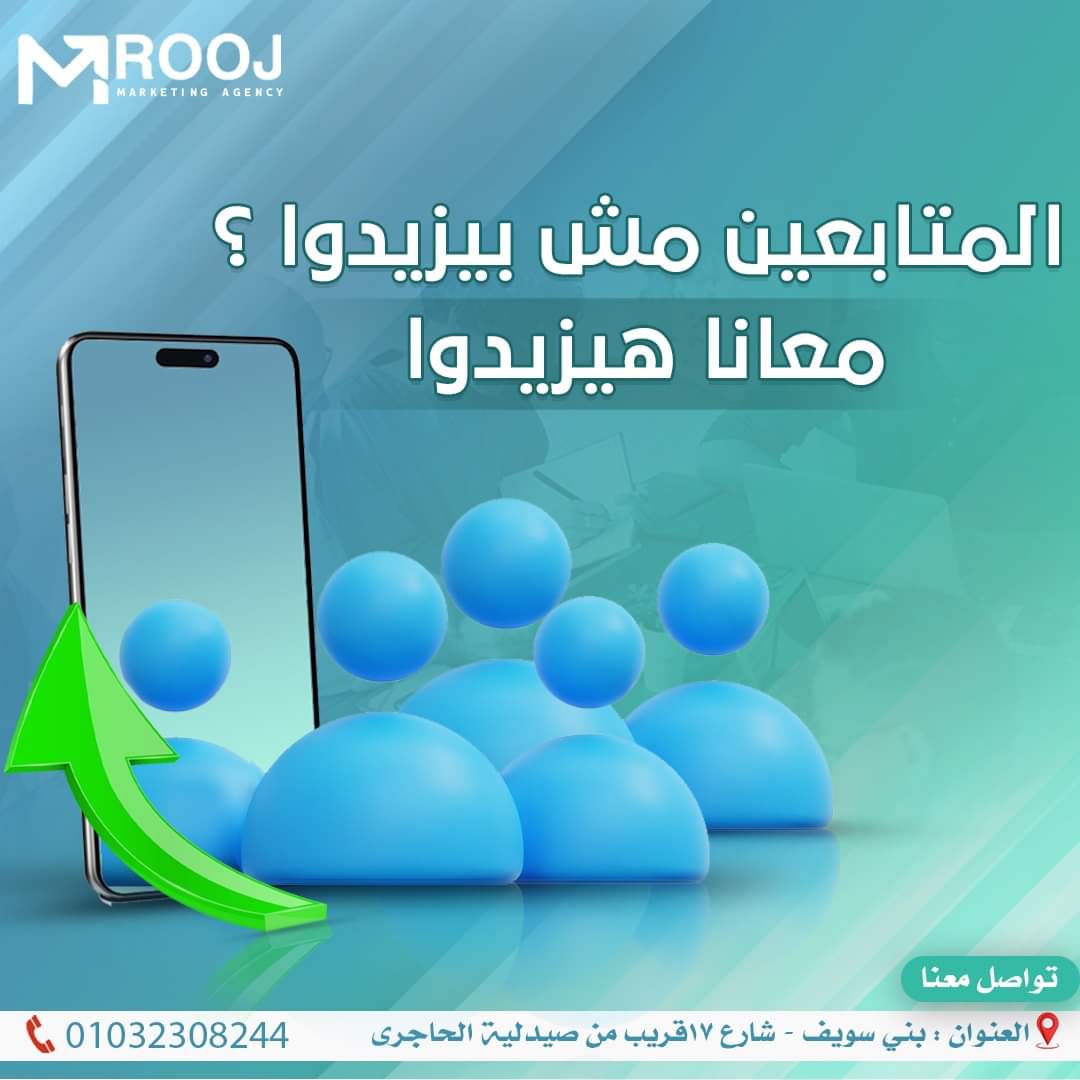 MROOJ
MARKETING AGENCY
المتابعين مش بيزيدوا ؟
معانا هيزيدوا
تواصل معنا
العنوان : بني سويف - شارع ١٧قريب من صيدلية الحاجرى
01032308244